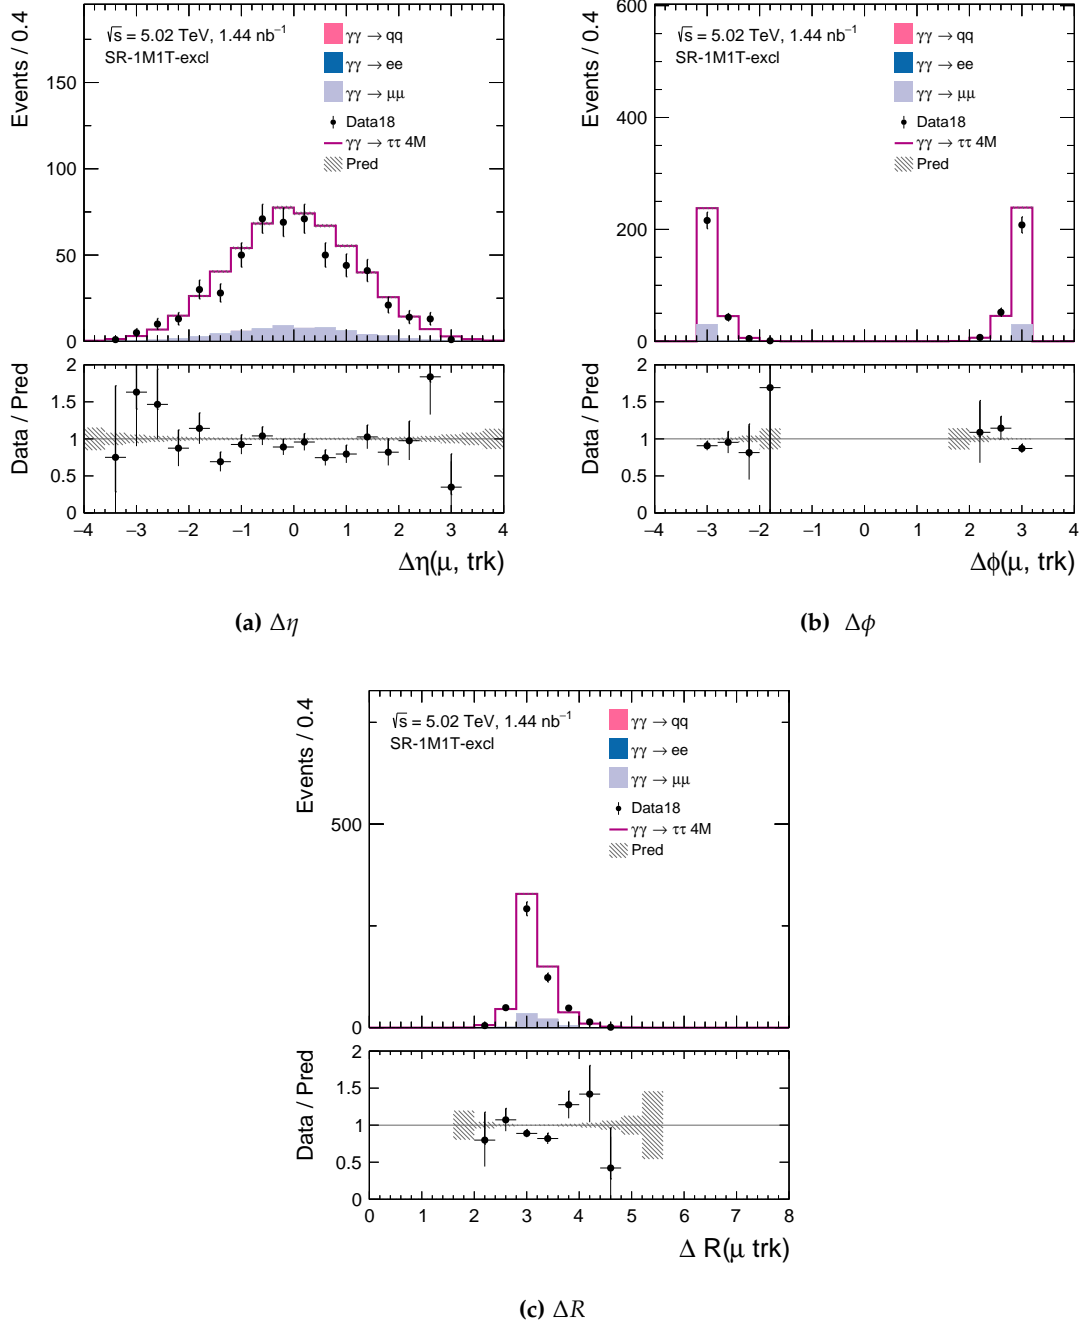 Events / 0.4
175
150
125
100
75
50
25
0
√s = 5.02 TeV, 1.44 nb⁻¹
SR-1M1T-excl
γγ → qq
γγ → ee
γγ → μμ
Data18
γγ → ττ 4M
Pred
Data / Pred
2
1.5
1
0.5
0
−4 −3 −2 −1 0 1 2 3 4
Δη(μ, trk)
(a) Δη
Events / 0.4
600
400
200
0
√s = 5.02 TeV, 1.44 nb⁻¹
SR-1M1T-excl
γγ → qq
γγ → ee
γγ → μμ
Data18
γγ → ττ 4M
Pred
Data / Pred
2
1.5
1
0.5
0
−4 −3 −2 −1 0 1 2 3 4
Δϕ(μ, trk)
(b) Δϕ
Events / 0.4
500
0
√s = 5.02 TeV, 1.44 nb⁻¹
SR-1M1T-excl
γγ → qq
γγ → ee
γγ → μμ
Data18
γγ → ττ 4M
Pred
Data / Pred
2
1.5
1
0.5
0
0 1 2 3 4 5 6 7 8
Δ R(μ trk)
(c) ΔR